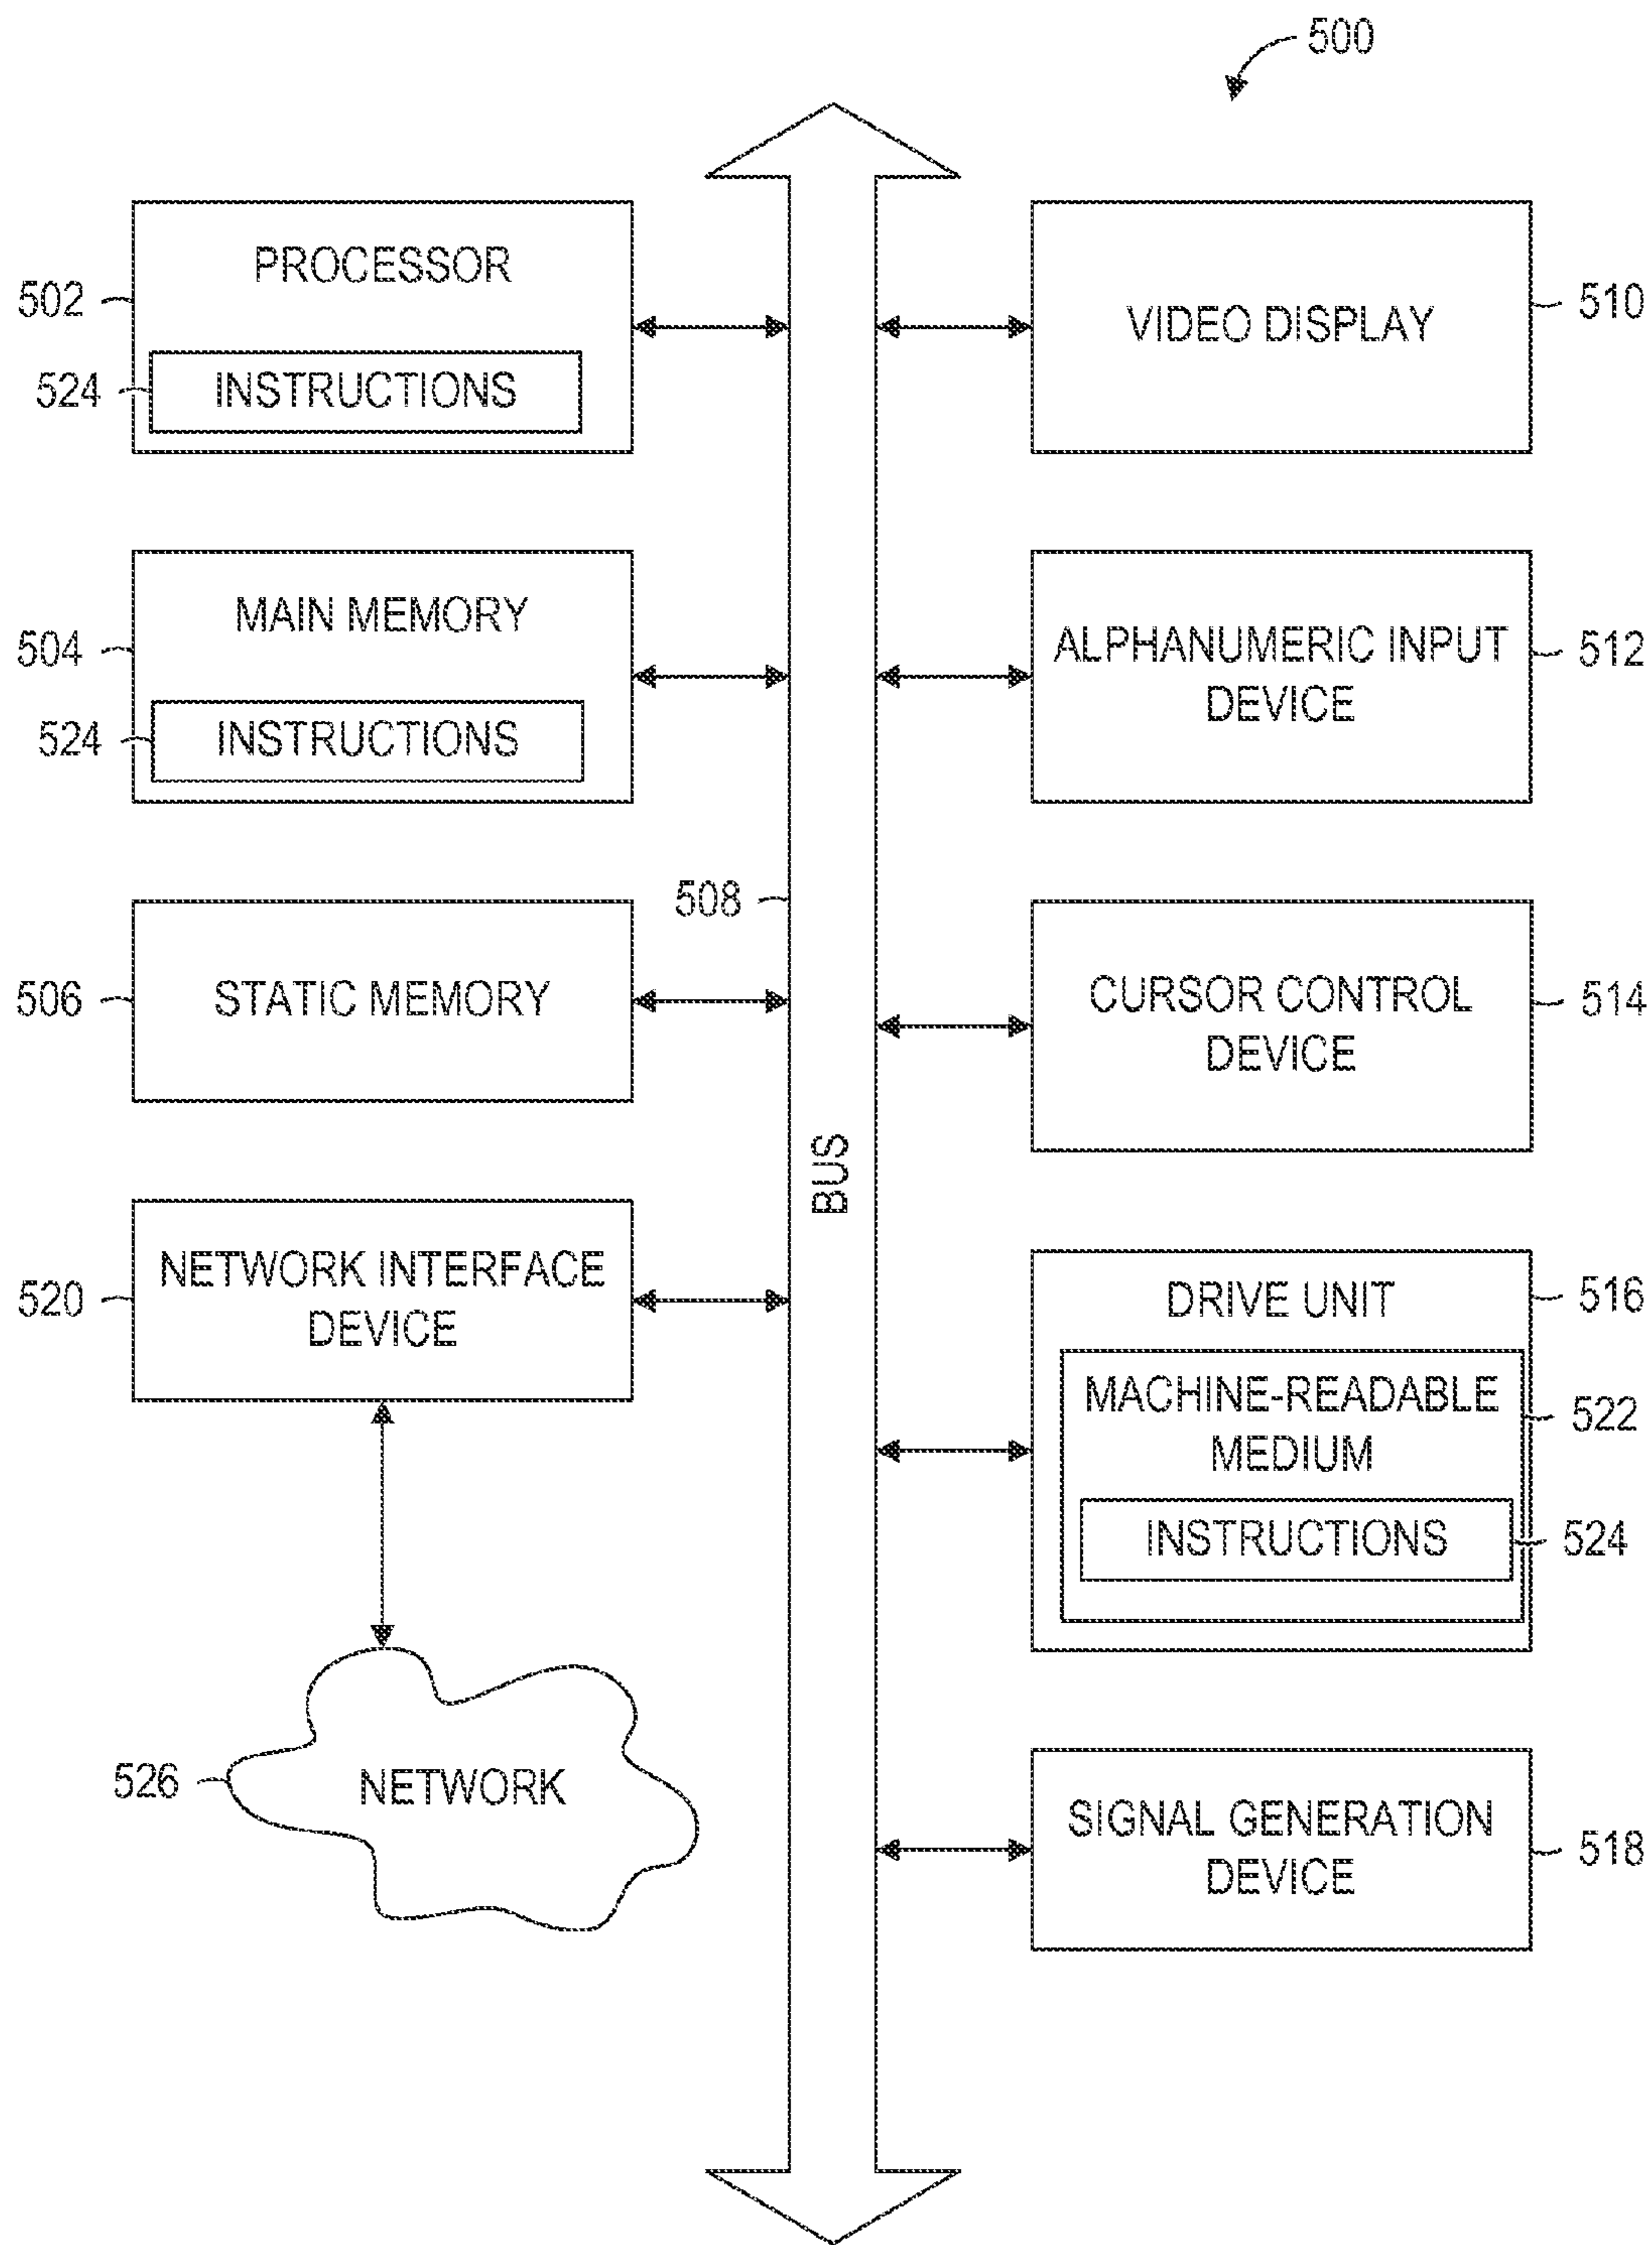 500
PROCESSOR
502
524
INSTRUCTIONS
MAIN MEMORY
504
524
INSTRUCTIONS
508
506
STATIC MEMORY
BUS
NETWORK INTERFACE
DEVICE
520
526
NETWORK
VIDEO DISPLAY
510
ALPHANUMERIC INPUT
DEVICE
512
CURSOR CONTROL
DEVICE
514
DRIVE UNIT
516
MACHINE-READABLE
MEDIUM
522
INSTRUCTIONS
524
SIGNAL GENERATION
DEVICE
518